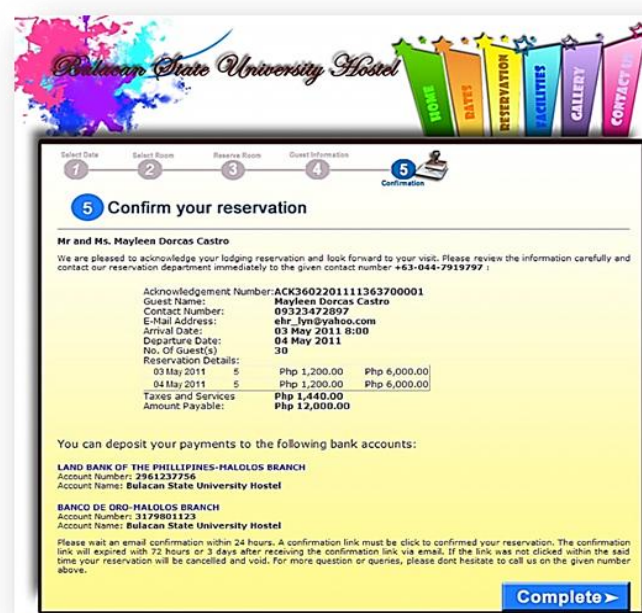 Bulacan State University Hostel
HOME
RATES
RESERVATION
FACILITIES
GALLERY
CONTACT US
Select Date
Select Room
Reserve Room
Guest Information
1
2
3
4
5
Confirmation
5 Confirm your reservation
Mr and Ms. Mayleen Dorcas Castro
We are pleased to acknowledge your lodging reservation and look forward to your visit. Please review the information carefully and
contact our reservation department immediately to the given contact number +63-044-7919797 :
Acknowledgement Number:ACK3602201111363700001
Guest Name: Mayleen Dorcas Castro
Contact Number: 09323472897
E-Mail Address: ehr_lyn@yahoo.com
Arrival Date: 03 May 2011 8:00
Departure Date: 04 May 2011
No. Of Guest(s) 30
Reservation Details:
03 May 2011 5 Php 1,200.00 Php 6,000.00
04 May 2011 5 Php 1,200.00 Php 6,000.00
Taxes and Services Php 1,440.00
Amount Payable: Php 12,000.00
You can deposit your payments to the following bank accounts:
LAND BANK OF THE PHILLIPINES-MALOLOS BRANCH
Account Number: 2961237756
Account Name: Bulacan State University Hostel
BANCO DE ORO-MALOLOS BRANCH
Account Number: 3179801123
Account Name: Bulacan State University Hostel
Please wait an email confirmation within 24 hours. A confirmation link must be click to confirmed your reservation. The confirmation
link will expired with 72 hours or 3 days after receiving the confirmation link via email. If the link was not clicked within the said
time your reservation will be cancelled and void. For more question or queries, please dont hesitate to call us on the given number
above.
Complete